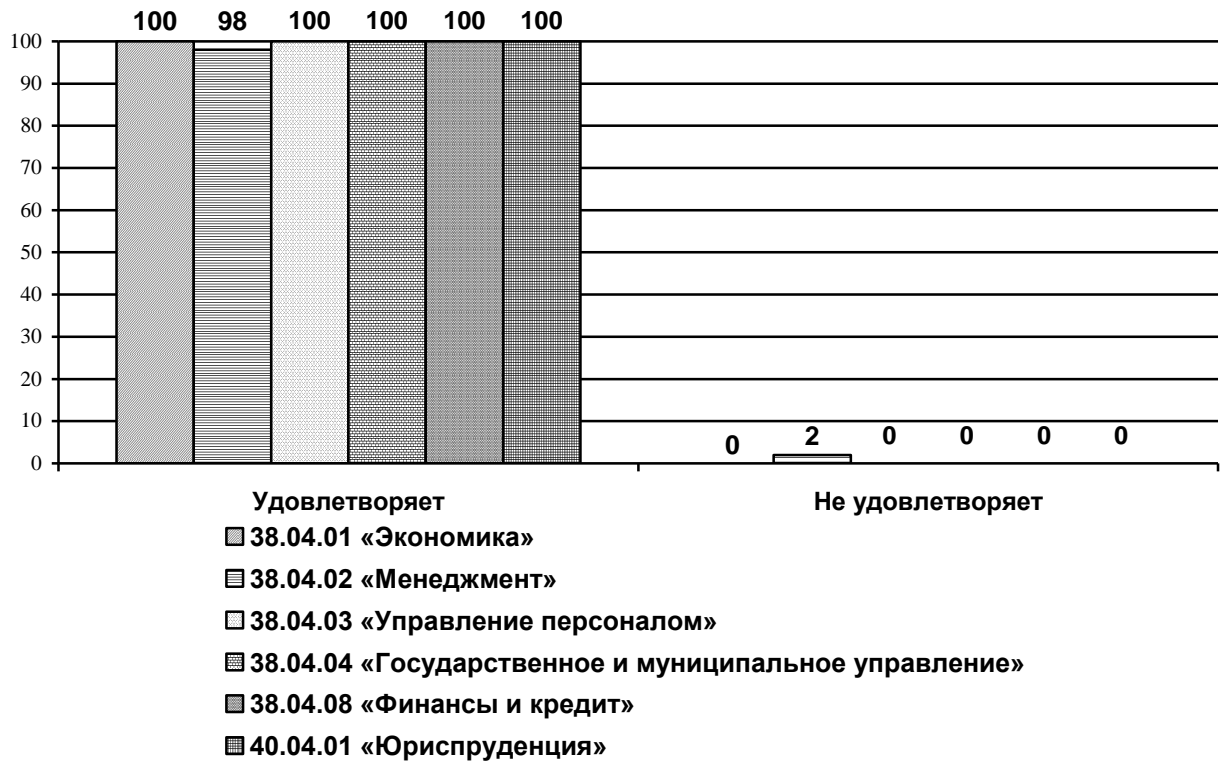 100 98 100 100 100 100
100
90
80
70
60
50
40
30
20
10
0
0 2 0 0 0 0
Удовлетворяет Не удовлетворяет
38.04.01 «Экономика»
38.04.02 «Менеджмент»
38.04.03 «Управление персоналом»
38.04.04 «Государственное и муниципальное управление»
38.04.08 «Финансы и кредит»
40.04.01 «Юриспруденция»